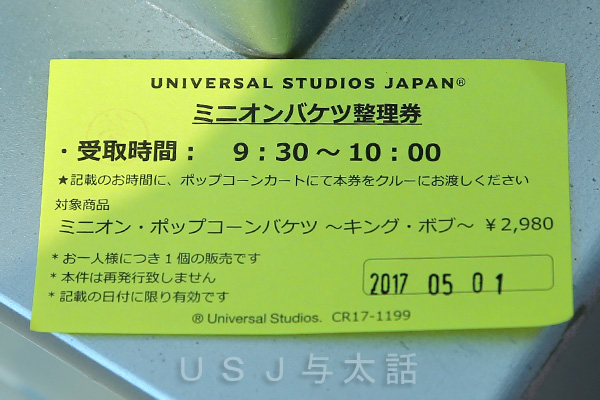 UNIVERSAL STUDIOS JAPAN®
ミニオンバケツ整理券
・受取時間： 9：30～10：00
★記載のお時間に、ポップコーンカートにて本券をクルーにお渡しください
対象商品
ミニオン・ポップコーンバケツ ～キング・ボブ～ ￥2,980
* お一人様につき１個の販売です
* 本件は再発行致しません
* 記載の日付に限り有効です
2017 05 01
® Universal Studios. CR17-1199
ＵＳＪ与太話